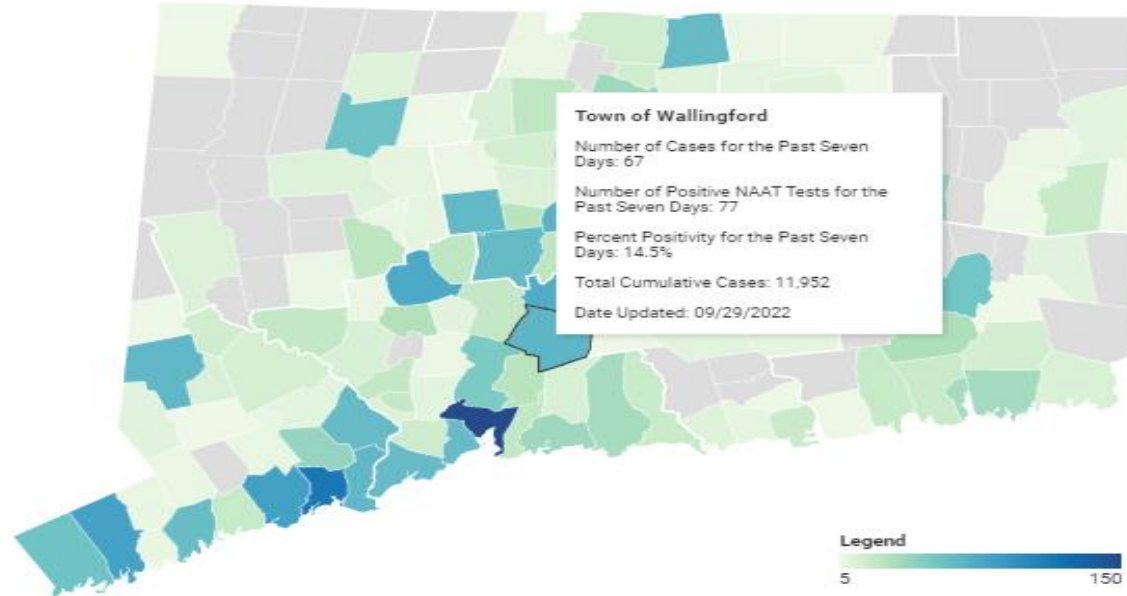 Town of Wallingford
Number of Cases for the Past Seven
Days: 67
Number of Positive NAAT Tests for the
Past Seven Days: 77
Percent Positivity for the Past Seven
Days: 14.5%
Total Cumulative Cases: 11,952
Date Updated: 09/29/2022
Legend
5 150